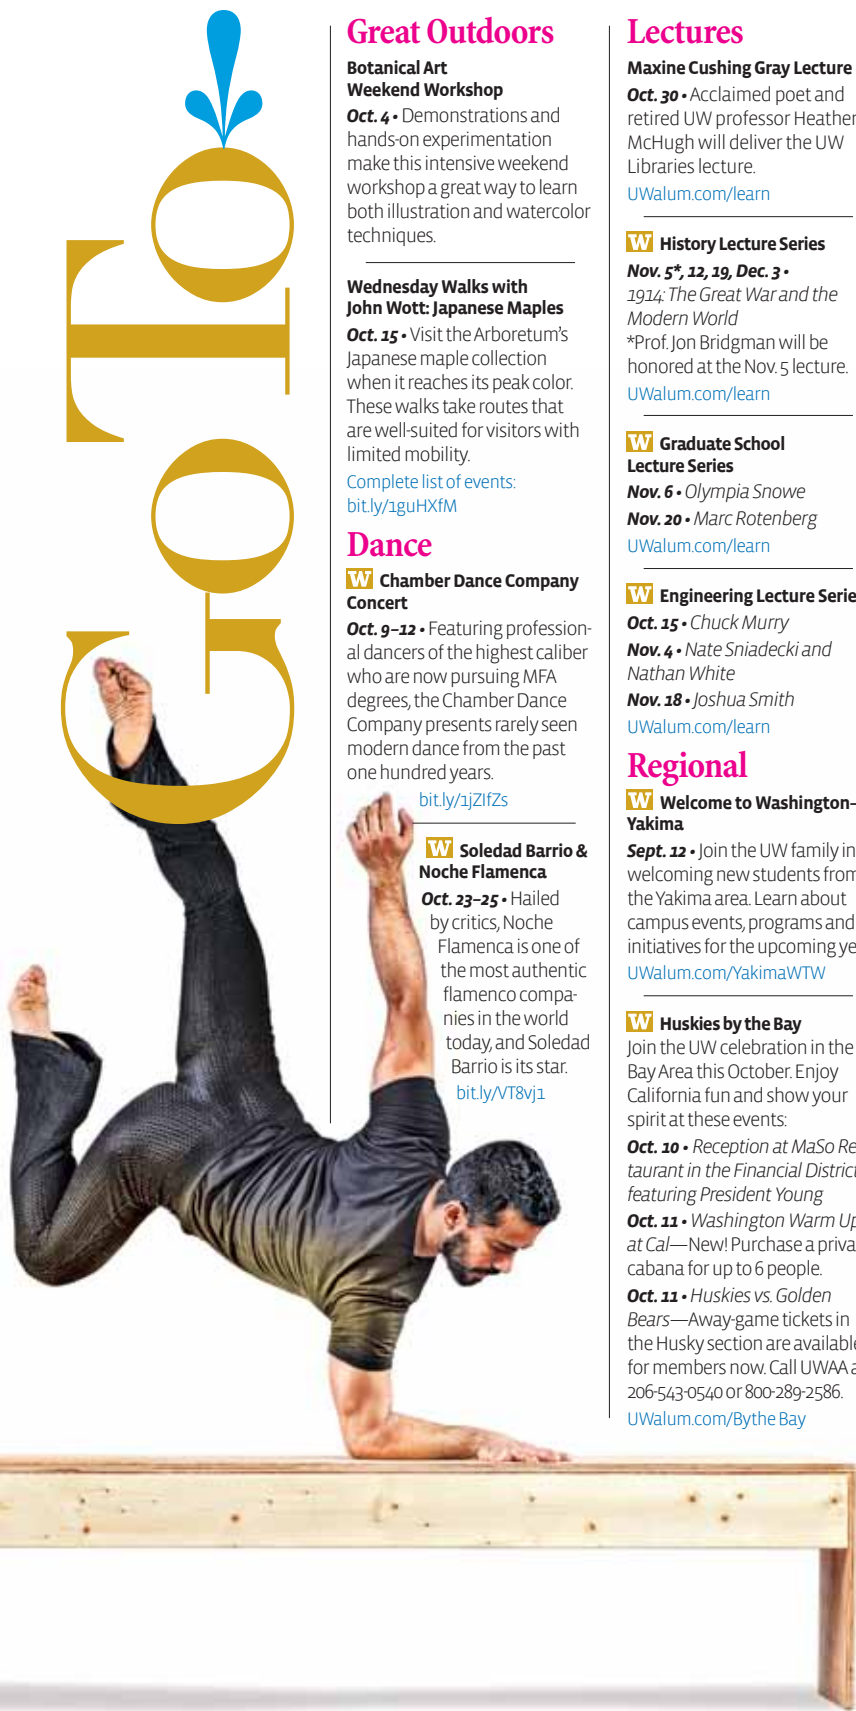 Go To
Great Outdoors
Botanical Art
Weekend Workshop
Oct. 4 • Demonstrations and
hands-on experimentation
make this intensive weekend
workshop a great way to learn
both illustration and watercolor
techniques.
Wednesday Walks with
John Wott: Japanese Maples
Oct. 15 • Visit the Arboretum’s
Japanese maple collection
when it reaches its peak color.
These walks take routes that
are well-suited for visitors with
limited mobility.
Complete list of events:
bit.ly/1guHXfM
Dance
W Chamber Dance Company
Concert
Oct. 9–12 • Featuring profession-
al dancers of the highest caliber
who are now pursuing MFA
degrees, the Chamber Dance
Company presents rarely seen
modern dance from the past
one hundred years.
bit.ly/1jZIfZs
W Soledad Barrio &
Noche Flamenca
Oct. 23–25 • Hailed
by critics, Noche
Flamenca is one of
the most authentic
flamenco compa-
nies in the world
today, and Soledad
Barrio is its star.
bit.ly/VT8vj1
Lectures
Maxine Cushing Gray Lecture
Oct. 30 • Acclaimed poet and
retired UW professor Heather
McHugh will deliver the UW
Libraries lecture.
UWalum.com/learn
W History Lecture Series
Nov. 5*, 12, 19, Dec. 3 •
1914: The Great War and the
Modern World
*Prof. Jon Bridgman will be
honored at the Nov. 5 lecture.
UWalum.com/learn
W Graduate School
Lecture Series
Nov. 6 • Olympia Snowe
Nov. 20 • Marc Rotenberg
UWalum.com/learn
W Engineering Lecture Serie
Oct. 15 • Chuck Murry
Nov. 4 • Nate Sniadecki and
Nathan White
Nov. 18 • Joshua Smith
UWalum.com/learn
Regional
W Welcome to Washington–
Yakima
Sept. 12 • Join the UW family in
welcoming new students from
the Yakima area. Learn about
campus events, programs and
initiatives for the upcoming ye
UWalum.com/YakimaWTW
W Huskies by the Bay
Join the UW celebration in the
Bay Area this October. Enjoy
California fun and show your
spirit at these events:
Oct. 10 • Reception at MaSo Re
taurant in the Financial District
featuring President Young
Oct. 11 • Washington Warm Up
at Cal—New! Purchase a priva
cabana for up to 6 people.
Oct. 11 • Huskies vs. Golden
Bears—Away-game tickets in
the Husky section are available
for members now. Call UWAA a
206-543-0540 or 800-289-2586.
UWalum.com/Bythe Bay